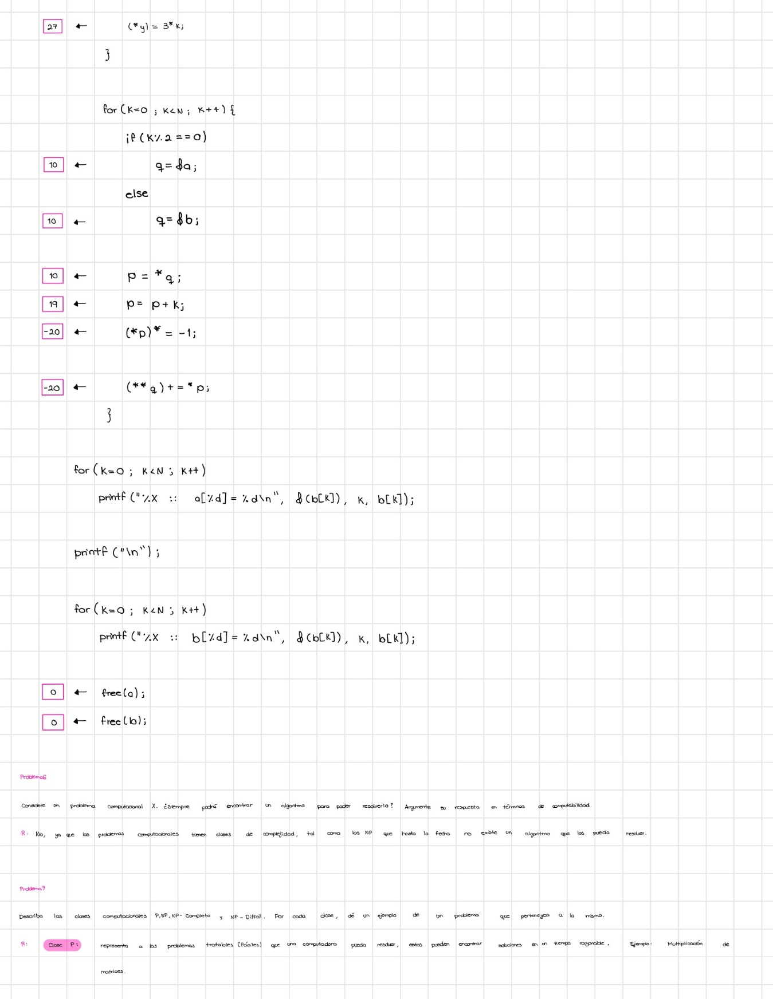 27 ← (*y) = 3*k;
}
for (k=0 ; k<N ; k++) {
if (k%2 ==0)
10 ← q= &a;
else
10 ← q= &b;
10 ← p = *q;
19 ← p= p+k;
-20 ← (*p)* = -1;
-20 ← (**q)+= *p;
}
for (k=0 ; k<N ; k++)
printf ("%X :: a[%d]= %d\n", &(b[k]), k, b[k]);
printf ("\n") ;
for (k=0 ; k<N ; k++)
printf ("%X :: b[%d]= %d\n", &(b[k]), k, b[k]);
0 ← free(a);
0 ← free(b);
Problema6
Considere un problema computacional X. ¿Siempre podrá encontrar un algoritmo para poder resolverlo? Argumente su respuesta en términos de computabilidad.
R: No, ya que los problemas computacionales tienen clases de complejidad, tal como los NP que hasta la fecha no existe un algoritmo que los pueda resolver.
Problema7
Describa las clases computacionales P, NP, NP-Completo y NP-Difícil. Por cada clase, dé un ejemplo de un problema que pertenezca a la misma.
R: Clase P: representa a los problemas tratables (fáciles) que una computadora pueda resolver, estas pueden encontrar soluciones en un tiempo razonable. Ejemplo: Multiplicación de
matrices.